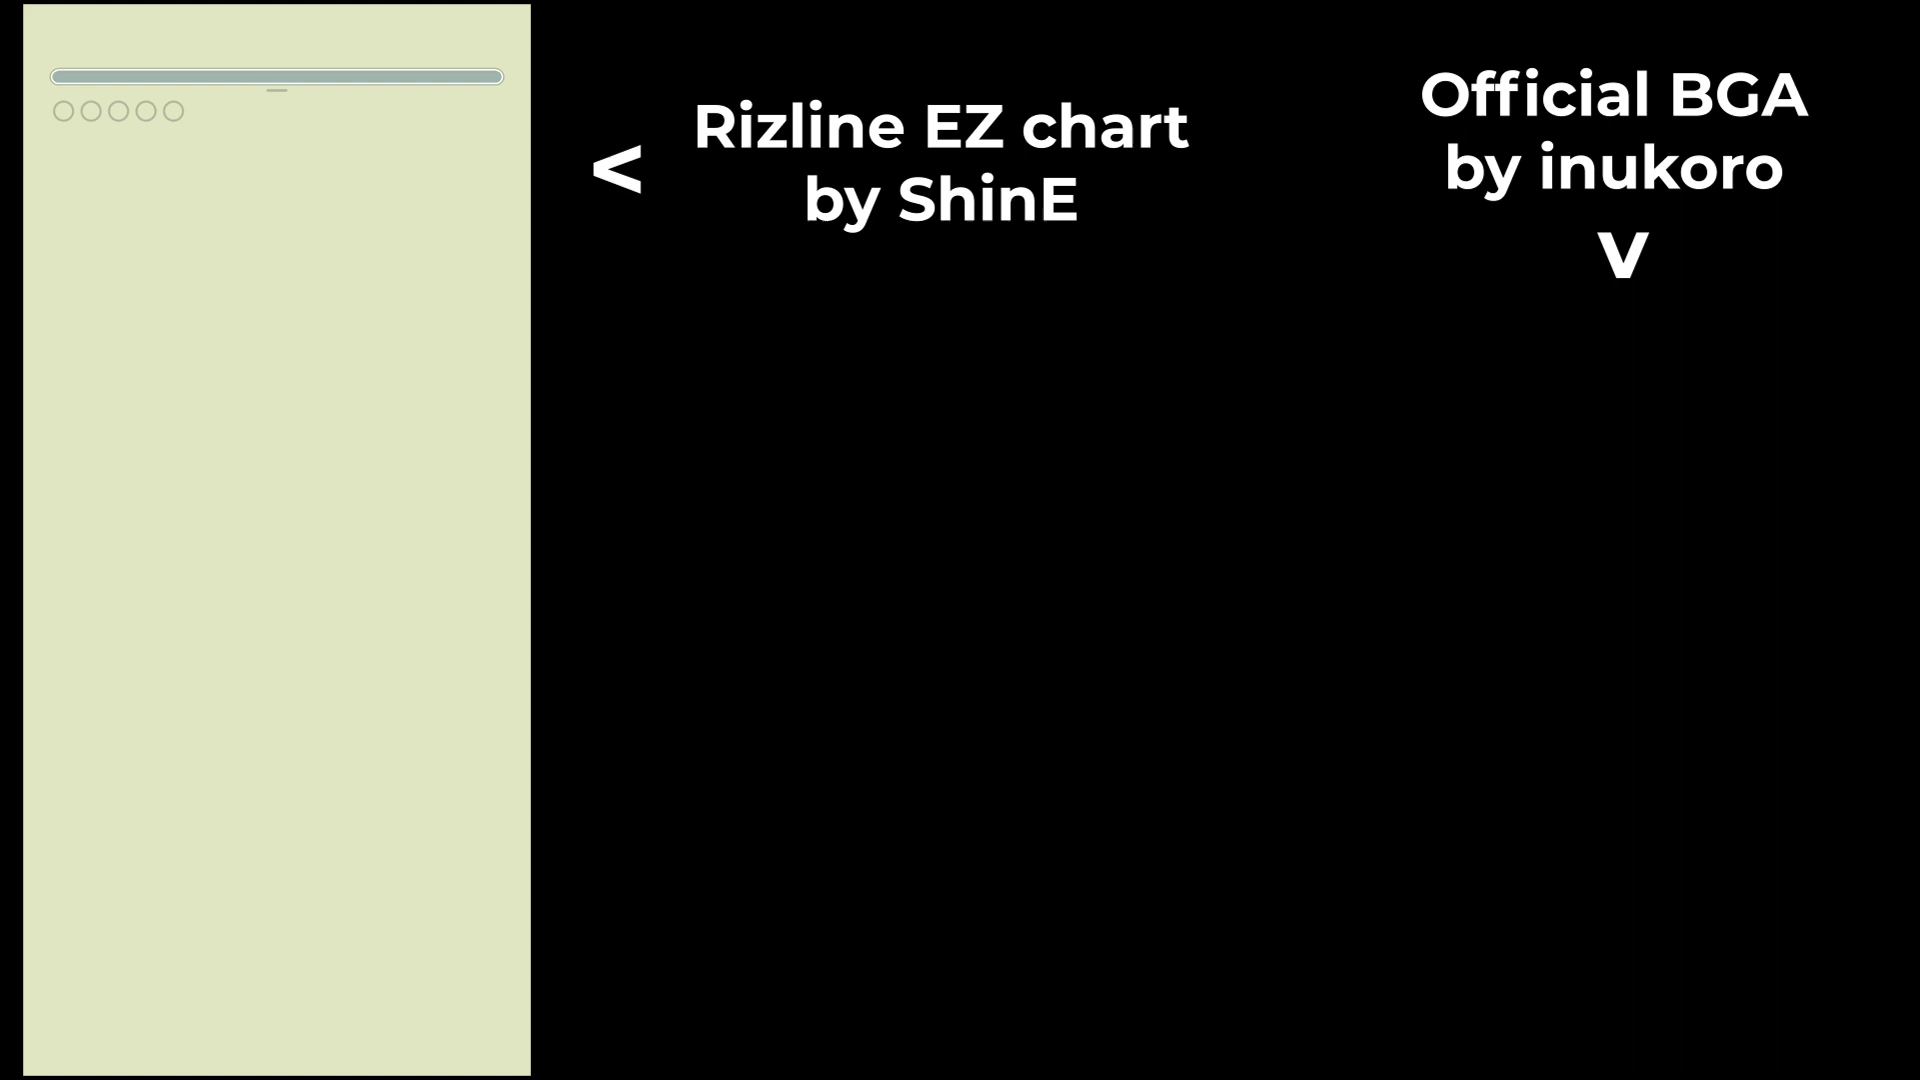 Rizline EZ chart
by ShinE
<
Official BGA
by inukoro
v